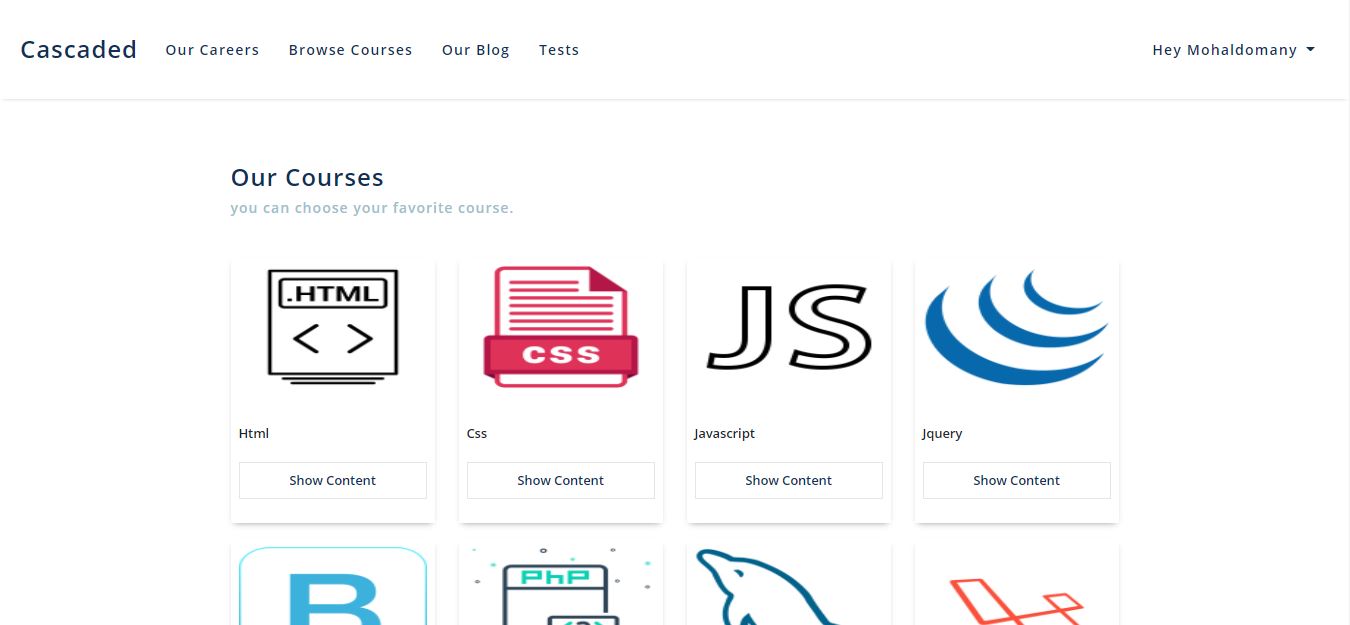 Cascaded Our Careers Browse Courses Our Blog Tests Hey Mohaldomany
Our Courses
you can choose your favorite course.
.HTML
< >
CSS
JS
Html Css Javascript Jquery
Show Content Show Content Show Content Show Content
B
PhP